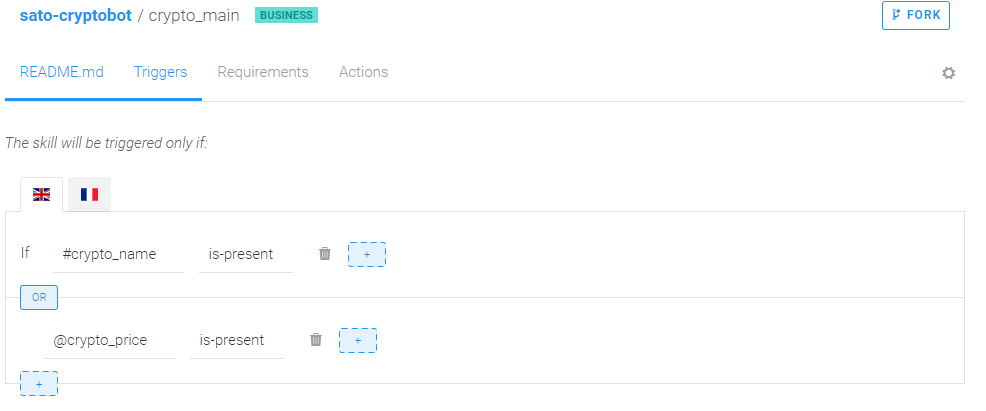 sato-cryptobot / crypto_main BUSINESS FORK
README.md Triggers Requirements Actions
The skill will be triggered only if:
If #crypto_name is-present +
OR
@crypto_price is-present +
+